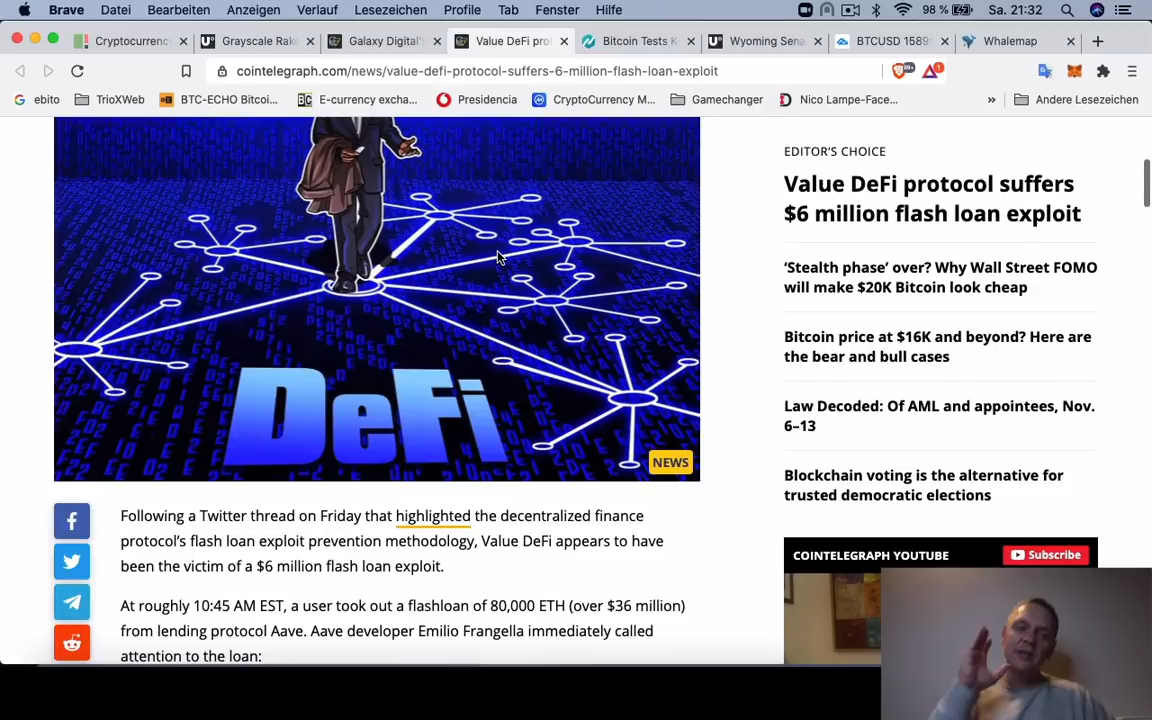 Brave Datei Bearbeiten Anzeigen Verlauf Lesezeichen Profile Tab Fenster Hilfe 98 % Sa. 21:32
Cryptocurrenc Grayscale Rak Galaxy Digital's Value DeFi pro Bitcoin Tests K Wyoming Sena BTCUSD 1589 Whalemap
cointelegraph.com/news/value-defi-protocol-suffers-6-million-flash-loan-exploit 99+ 1
ebito TrioXWeb BTC-ECHO Bitcoi... E-currency excha... Presidencia CryptoCurrency M... Gamechanger Nico Lampe-Face... » Andere Lesezeichen
DeFi
NEWS
Following a Twitter thread on Friday that highlighted the decentralized finance
protocol's flash loan exploit prevention methodology, Value DeFi appears to have
been the victim of a $6 million flash loan exploit.
At roughly 10:45 AM EST, a user took out a flashloan of 80,000 ETH (over $36 million)
from lending protocol Aave. Aave developer Emilio Frangella immediately called
attention to the loan:
EDITOR'S CHOICE
Value DeFi protocol suffers
$6 million flash loan exploit
'Stealth phase' over? Why Wall Street FOMO
will make $20K Bitcoin look cheap
Bitcoin price at $16K and beyond? Here are
the bear and bull cases
Law Decoded: Of AML and appointees, Nov.
6–13
Blockchain voting is the alternative for
trusted democratic elections
COINTELEGRAPH YOUTUBE Subscribe